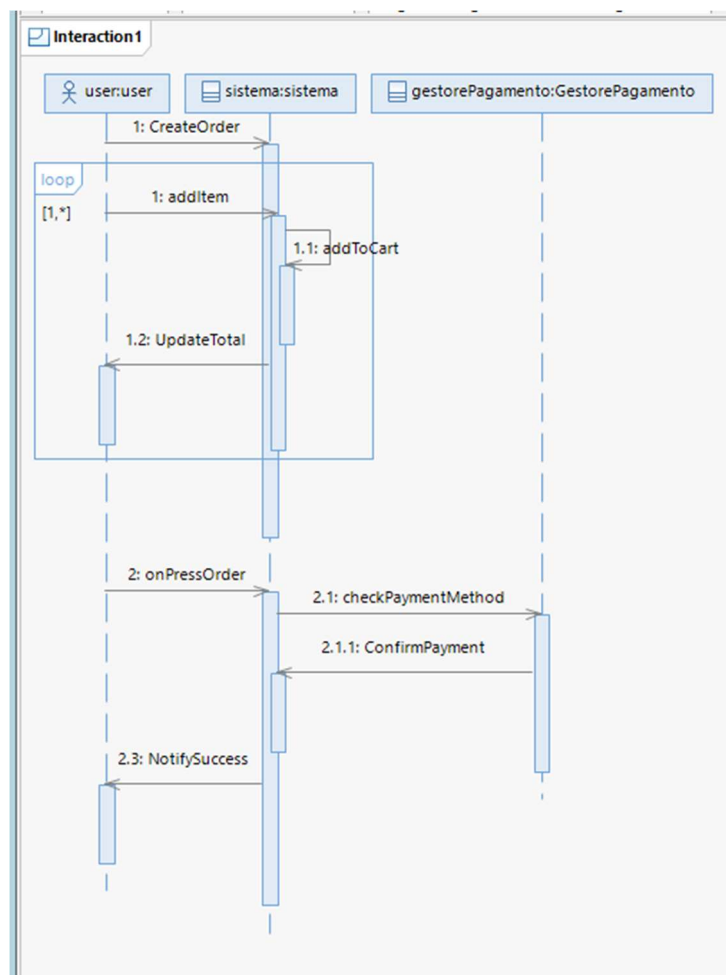 Interaction1
user:user
sistema:sistema
gestorePagamento:GestorePagamento
1: CreateOrder
loop
[1,*]
1: addItem
1.1: addToCart
1.2: UpdateTotal
2: onPressOrder
2.1: checkPaymentMethod
2.1.1: ConfirmPayment
2.3: NotifySuccess